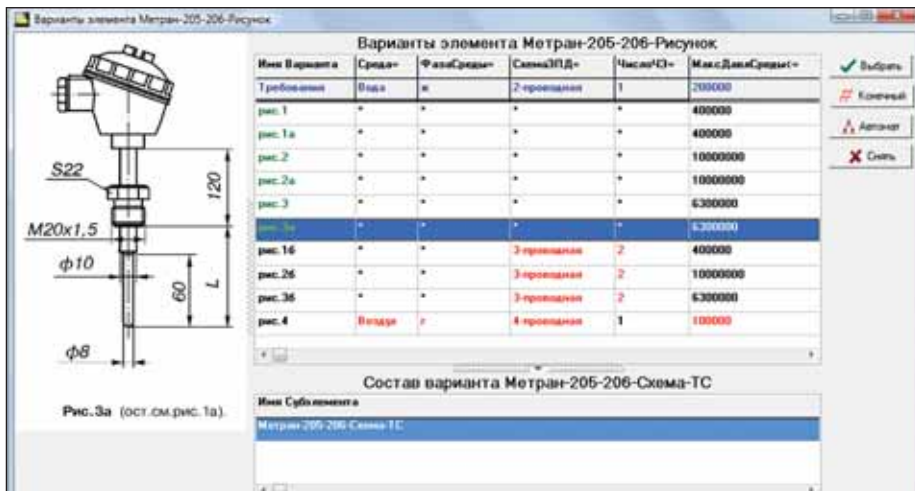 Варианты элемента Метран-205-206-Рисунок
Варианты элемента Метран-205-206-Рисунок
Имя Варианта Среда= ФазаСреды= СхемаЭПД= ЧислоЧЭ= МаксДавлСреды<=
Требования Вода ж 2-проводная 1 200000
рис.1 * * * * 400000
рис.1а * * * * 400000
рис.2 * * * * 10000000
рис.2а * * * * 10000000
рис.3 * * * * 6300000
рис.3а * * * * 6300000
рис.1б * * 3-проводная 2 400000
рис.2б * * 3-проводная 2 10000000
рис.3б * * 3-проводная 2 6300000
рис.4 Воздух г 4-проводная 1 100000
Выбрать
Конечный
Автомат
Снять
S22
120
М20х1,5
ф10
60
L
ф8
Рис.3а (ост.см.рис.1а).
Состав варианта Метран-205-206-Схема-ТС
Имя Субэлемента
Метран-205-206-Схема-ТС